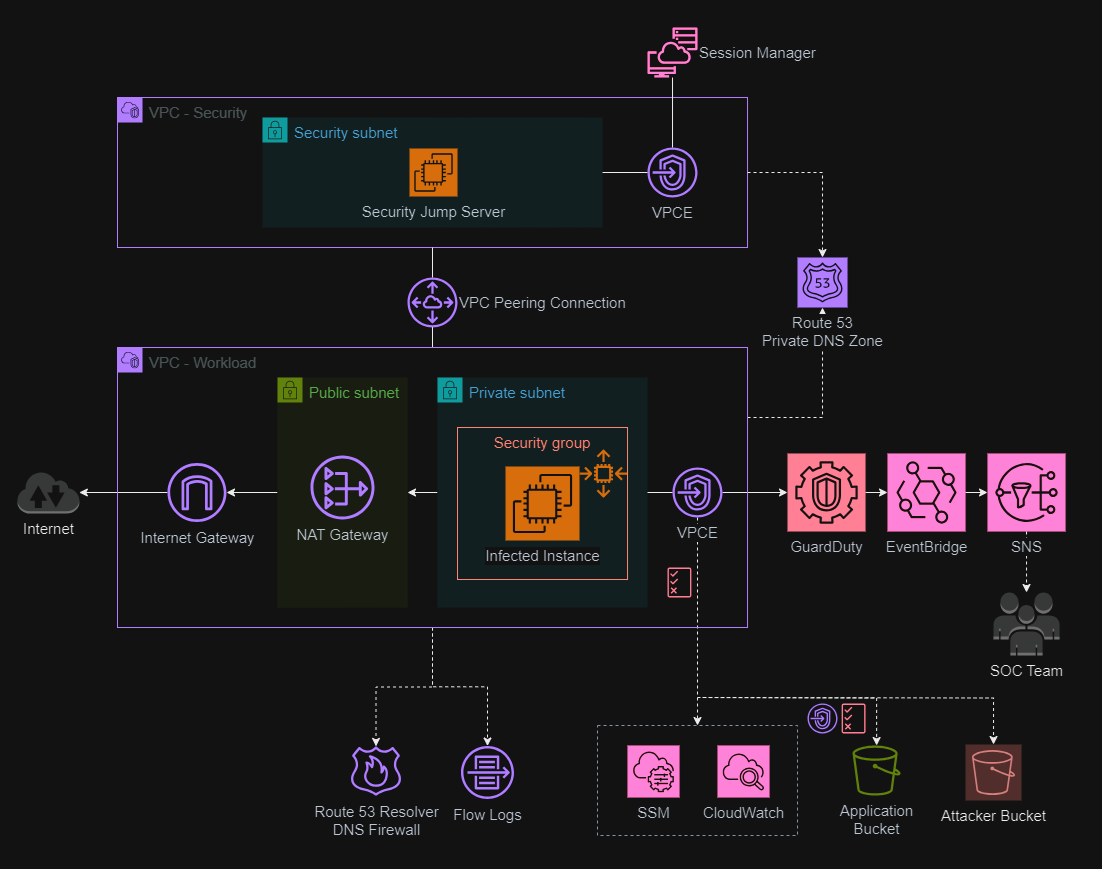 Session Manager
VPC - Security
Security subnet
Security Jump Server
VPCE
53
VPC Peering Connection
Route 53
Private DNS Zone
VPC - Workload
Public subnet
Private subnet
Security group
Internet
Internet Gateway
NAT Gateway
Infected Instance
VPCE
GuardDuty
EventBridge
SNS
SOC Team
Route 53 Resolver
DNS Firewall
Flow Logs
SSM
CloudWatch
Application
Bucket
Attacker Bucket